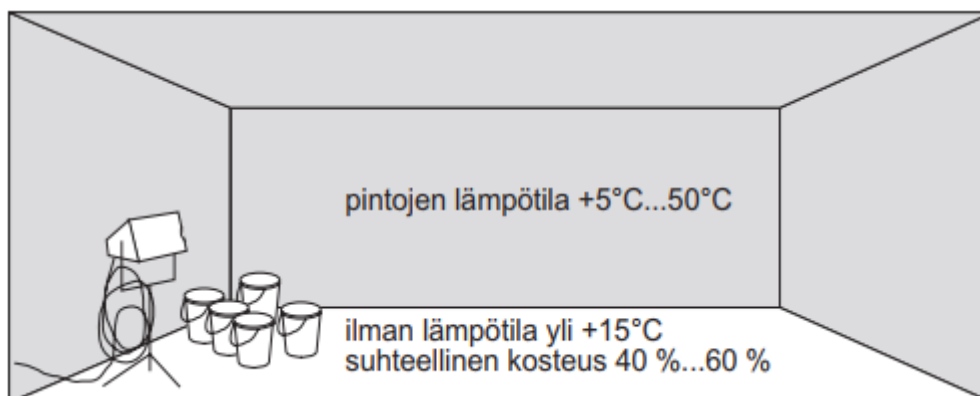 pintojen lämpötila +5°C...50°C
ilman lämpötila yli +15°C
suhteellinen kosteus 40 %...60 %